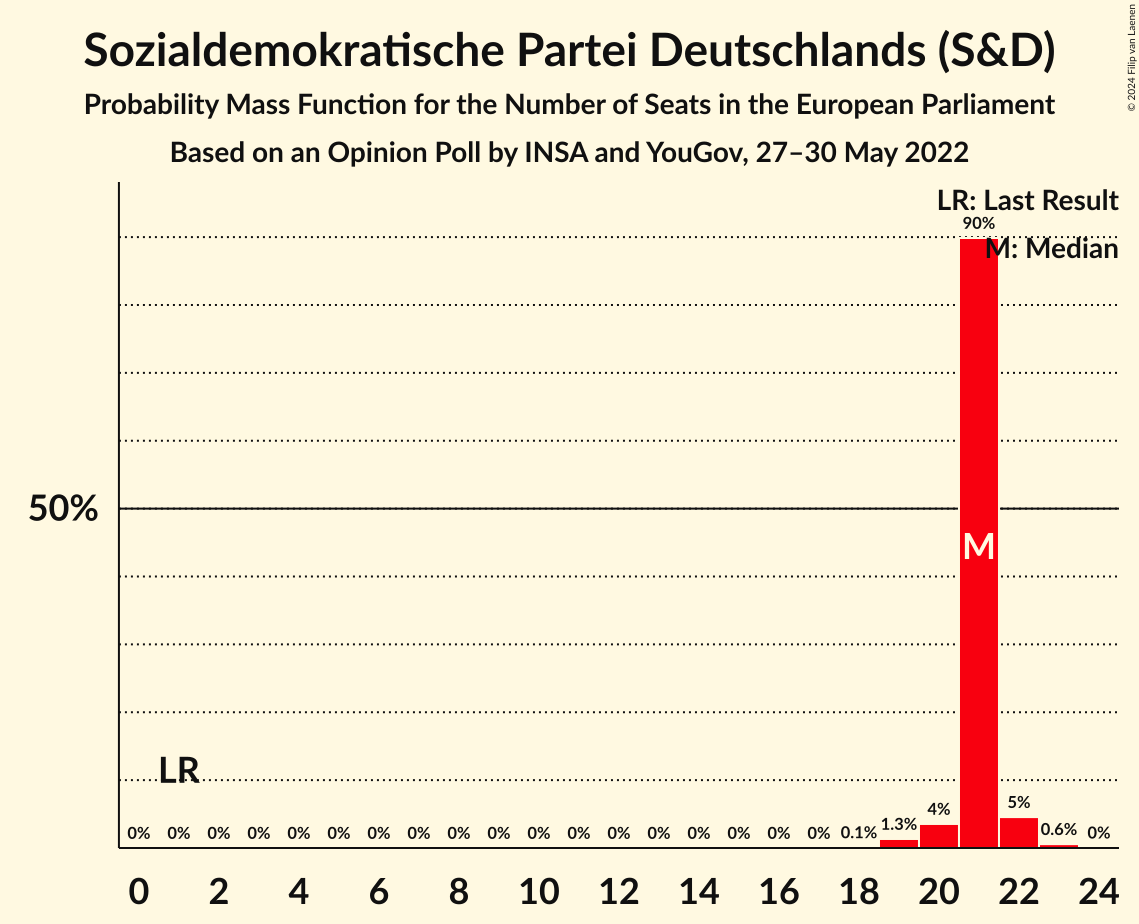 Sozialdemokratische Partei Deutschlands (S&D)
Probability Mass Function for the Number of Seats in the European Parliament
Based on an Opinion Poll by INSA and YouGov, 27–30 May 2022
© 2024 Filip van Laenen
LR: Last Result
90%
M: Median
50%
M
LR
0% 0% 0% 0% 0% 0% 0% 0% 0% 0% 0% 0% 0% 0% 0% 0% 0% 0% 0.1% 1.3% 4% 5% 0.6% 0%
0 2 4 6 8 10 12 14 16 18 20 22 24